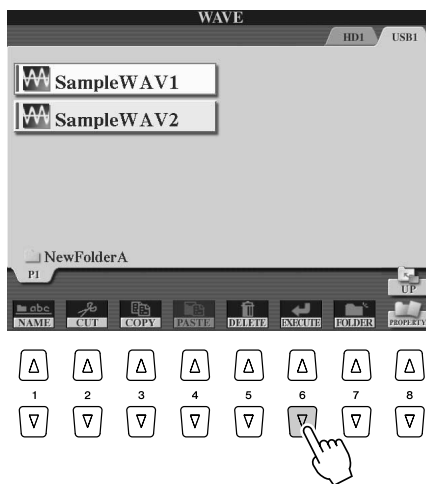 WAVE
HD1 USB1
SampleWAV1
SampleWAV2
NewFolderA
P1
UP
abc
NAME CUT COPY PASTE DELETE EXECUTE FOLDER PROPERTY
1 2 3 4 5 6 7 8